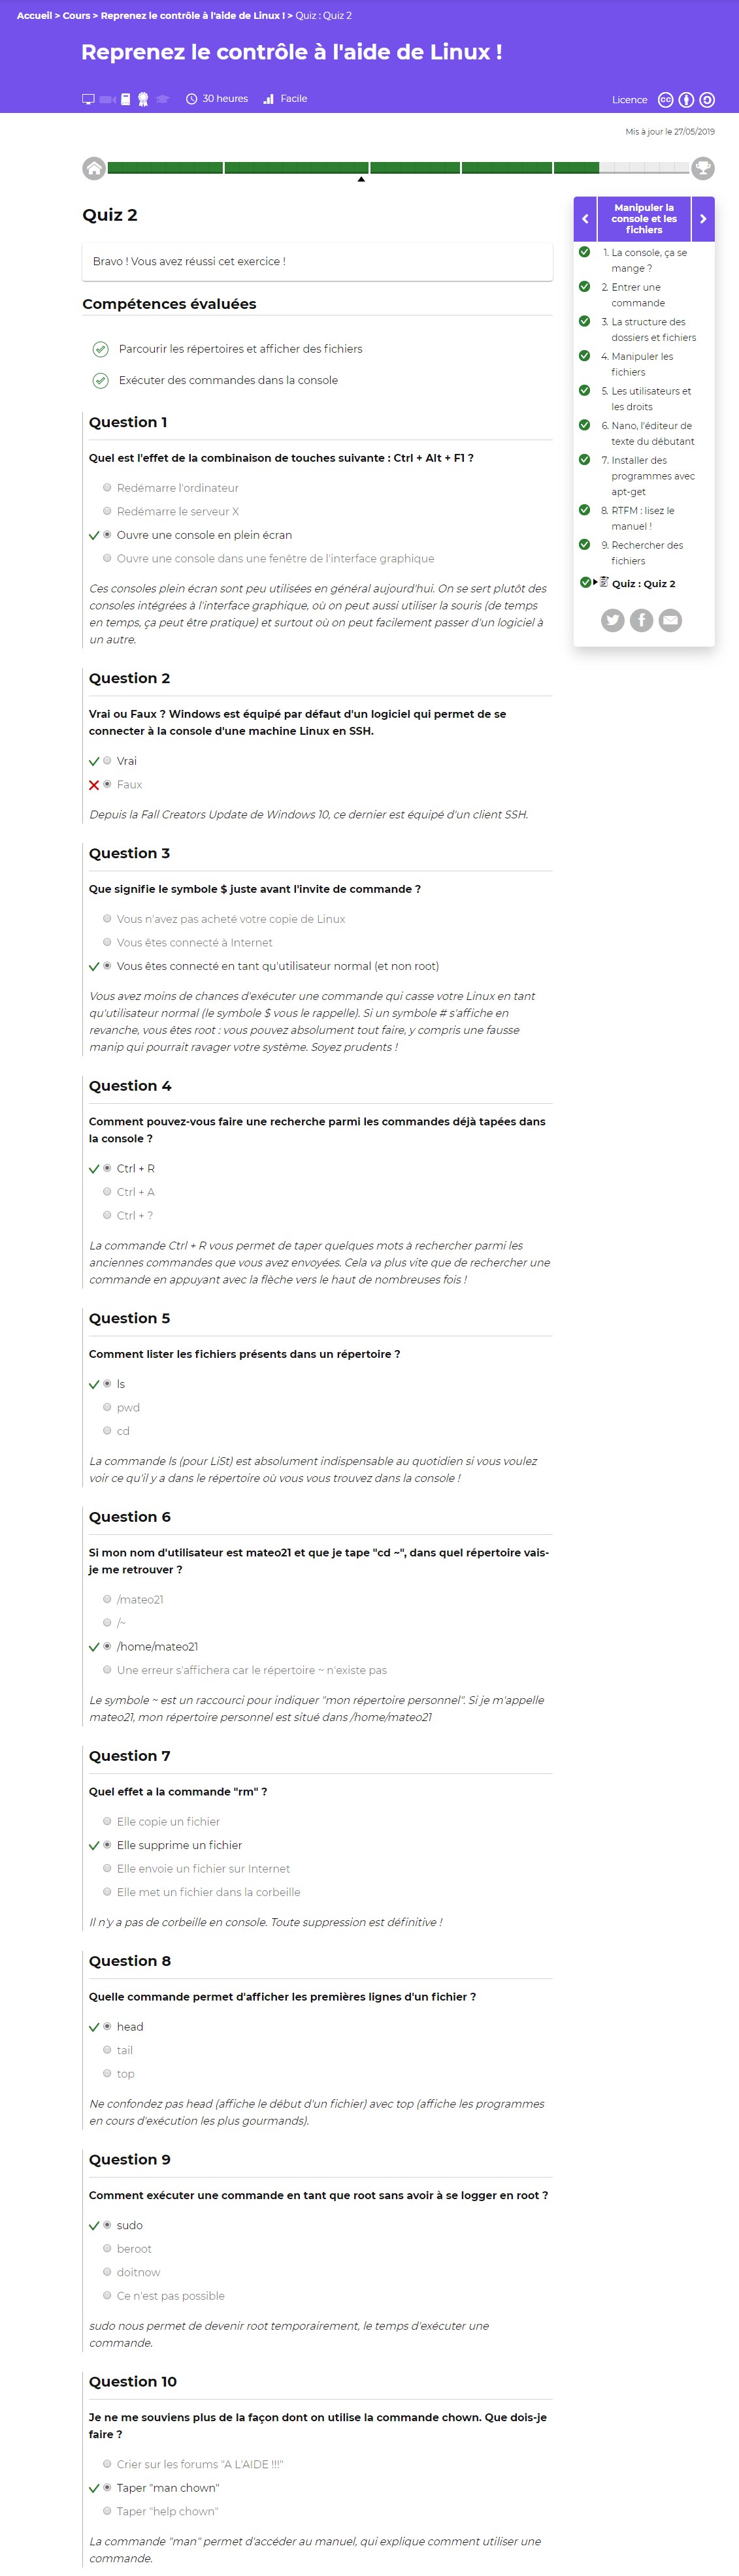 Accueil > Cours > Reprenez le contrôle à l'aide de Linux ! > Quiz : Quiz 2
Reprenez le contrôle à l'aide de Linux !
30 heures
Facile
Licence
Mis à jour le 27/05/2019
Quiz 2
Bravo ! Vous avez réussi cet exercice !
Compétences évaluées
Parcourir les répertoires et afficher des fichiers
Exécuter des commandes dans la console
Question 1
Quel est l'effet de la combinaison de touches suivante : Ctrl + Alt + F1 ?
Redémarre l'ordinateur
Redémarre le serveur X
Ouvre une console en plein écran
Ouvre une console dans une fenêtre de l'interface graphique
Ces consoles plein écran sont peu utilisées en général aujourd'hui. On se sert plutôt des
consoles intégrées à l'interface graphique, où on peut aussi utiliser la souris (de temps
en temps, ça peut être pratique) et surtout où on peut facilement passer d'un logiciel à
un autre.
Question 2
Vrai ou Faux ? Windows est équipé par défaut d'un logiciel qui permet de se
connecter à la console d'une machine Linux en SSH.
Vrai
Faux
Depuis la Fall Creators Update de Windows 10, ce dernier est équipé d'un client SSH.
Question 3
Que signifie le symbole $ juste avant l'invite de commande ?
Vous n'avez pas acheté votre copie de Linux
Vous êtes connecté à Internet
Vous êtes connecté en tant qu'utilisateur normal (et non root)
Vous avez moins de chances d'exécuter une commande qui casse votre Linux en tant
qu'utilisateur normal (le symbole $ vous le rappelle). Si un symbole # s'affiche en
revanche, vous êtes root : vous pouvez absolument tout faire, y compris une fausse
manip qui pourrait ravager votre système. Soyez prudents !
Question 4
Comment pouvez-vous faire une recherche parmi les commandes déjà tapées dans
la console ?
Ctrl + R
Ctrl + A
Ctrl + ?
La commande Ctrl + R vous permet de taper quelques mots à rechercher parmi les
anciennes commandes que vous avez envoyées. Cela va plus vite que de rechercher une
commande en appuyant avec la flèche vers le haut de nombreuses fois !
Question 5
Comment lister les fichiers présents dans un répertoire ?
ls
pwd
cd
La commande ls (pour LiSt) est absolument indispensable au quotidien si vous voulez
voir ce qu'il y a dans le répertoire où vous vous trouvez dans la console !
Question 6
Si mon nom d'utilisateur est mateo21 et que je tape "cd ~", dans quel répertoire vais-
je me retrouver ?
/mateo21
/~
/home/mateo21
Une erreur s'affichera car le répertoire ~ n'existe pas
Le symbole ~ est un raccourci pour indiquer "mon répertoire personnel". Si je m'appelle
mateo21, mon répertoire personnel est situé dans /home/mateo21
Question 7
Quel effet a la commande "rm" ?
Elle copie un fichier
Elle supprime un fichier
Elle envoie un fichier sur Internet
Elle met un fichier dans la corbeille
Il n'y a pas de corbeille en console. Toute suppression est définitive !
Question 8
Quelle commande permet d'afficher les premières lignes d'un fichier ?
head
tail
top
Ne confondez pas head (affiche le début d'un fichier) avec top (affiche les programmes
en cours d'exécution les plus gourmands).
Question 9
Comment exécuter une commande en tant que root sans avoir à se logger en root ?
sudo
beroot
doitnow
Ce n'est pas possible
sudo nous permet de devenir root temporairement, le temps d'exécuter une
commande.
Question 10
Je ne me souviens plus de la façon dont on utilise la commande chown. Que dois-je
faire ?
Crier sur les forums "A L'AIDE !!!"
Taper "man chown"
Taper "help chown"
La commande "man" permet d'accéder au manuel, qui explique comment utiliser une
commande.
Manipuler la
console et les
fichiers
1. La console, ça se
mange ?
2. Entrer une
commande
3. La structure des
dossiers et fichiers
4. Manipuler les
fichiers
5. Les utilisateurs et
les droits
6. Nano, l'éditeur de
texte du débutant
7. Installer des
programmes avec
apt-get
8. RTFM : lisez le
manuel !
9. Rechercher des
fichiers
Quiz : Quiz 2